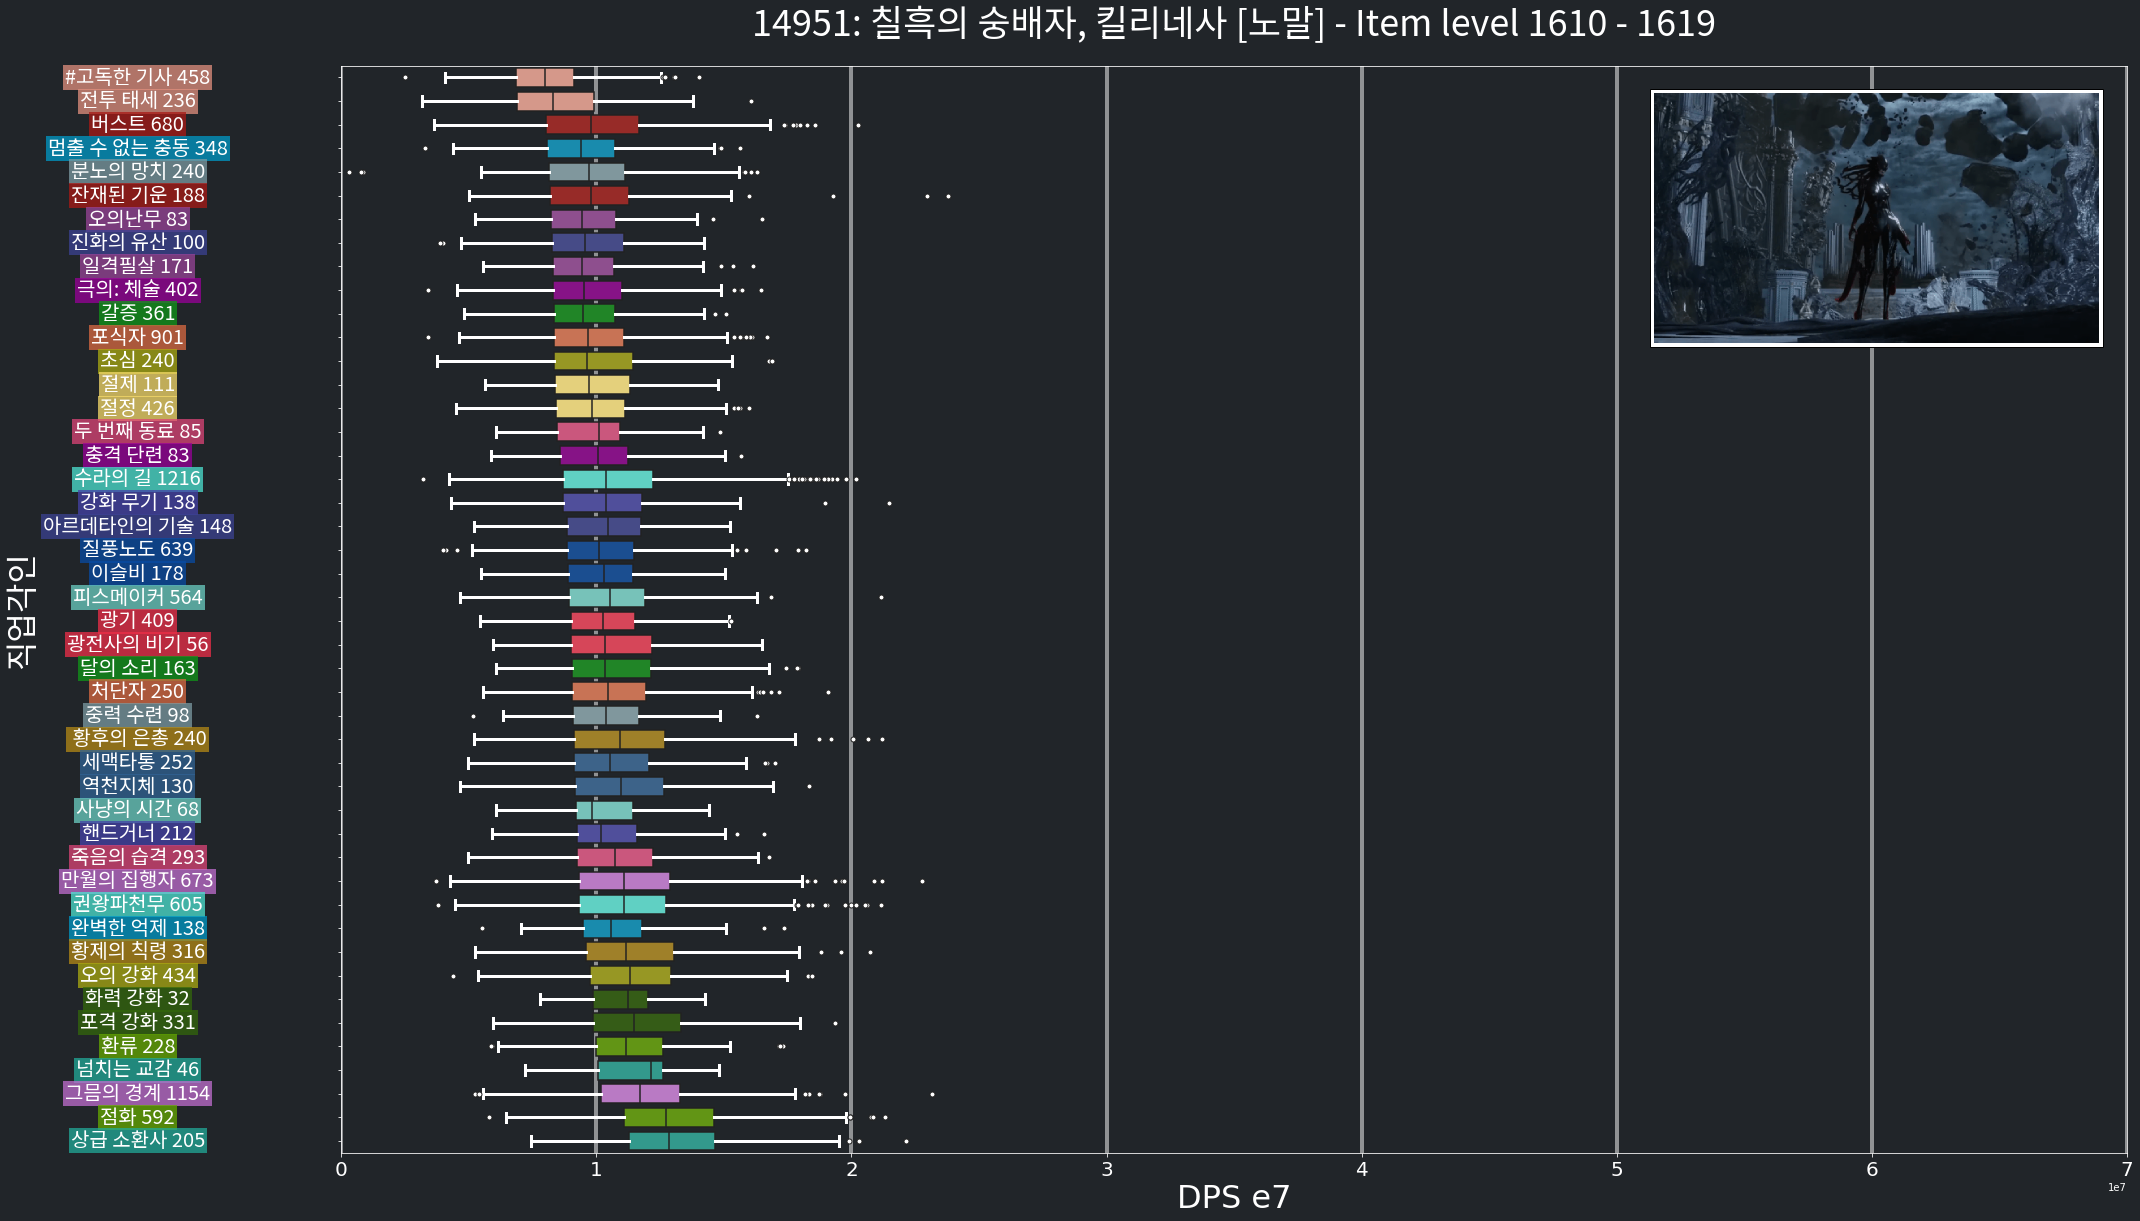 14951: 칠흑의 숭배자, 킬리네사 [노말] - Item level 1610 - 1619
#고독한 기사 458
전투 태세 236
버스트 680
멈출 수 없는 충동 348
분노의 망치 240
잔재된 기운 188
오의난무 83
진화의 유산 100
일격필살 171
극의: 체술 402
갈증 361
포식자 901
초심 240
절제 111
절정 426
두 번째 동료 85
충격 단련 83
수라의 길 1216
강화 무기 138
아르데타인의 기술 148
질풍노도 639
이슬비 178
피스메이커 564
광기 409
광전사의 비기 56
달의 소리 163
처단자 250
중력 수련 98
황후의 은총 240
세맥타통 252
역천지체 130
사냥의 시간 68
핸드거너 212
죽음의 습격 293
만월의 집행자 673
권왕파천무 605
완벽한 억제 138
황제의 칙령 316
오의 강화 434
화력 강화 32
포격 강화 331
환류 228
넘치는 교감 46
그믐의 경계 1154
점화 592
상급 소환사 205
직업각인
0 1 2 3 4 5 6 7
1e7
DPS e7